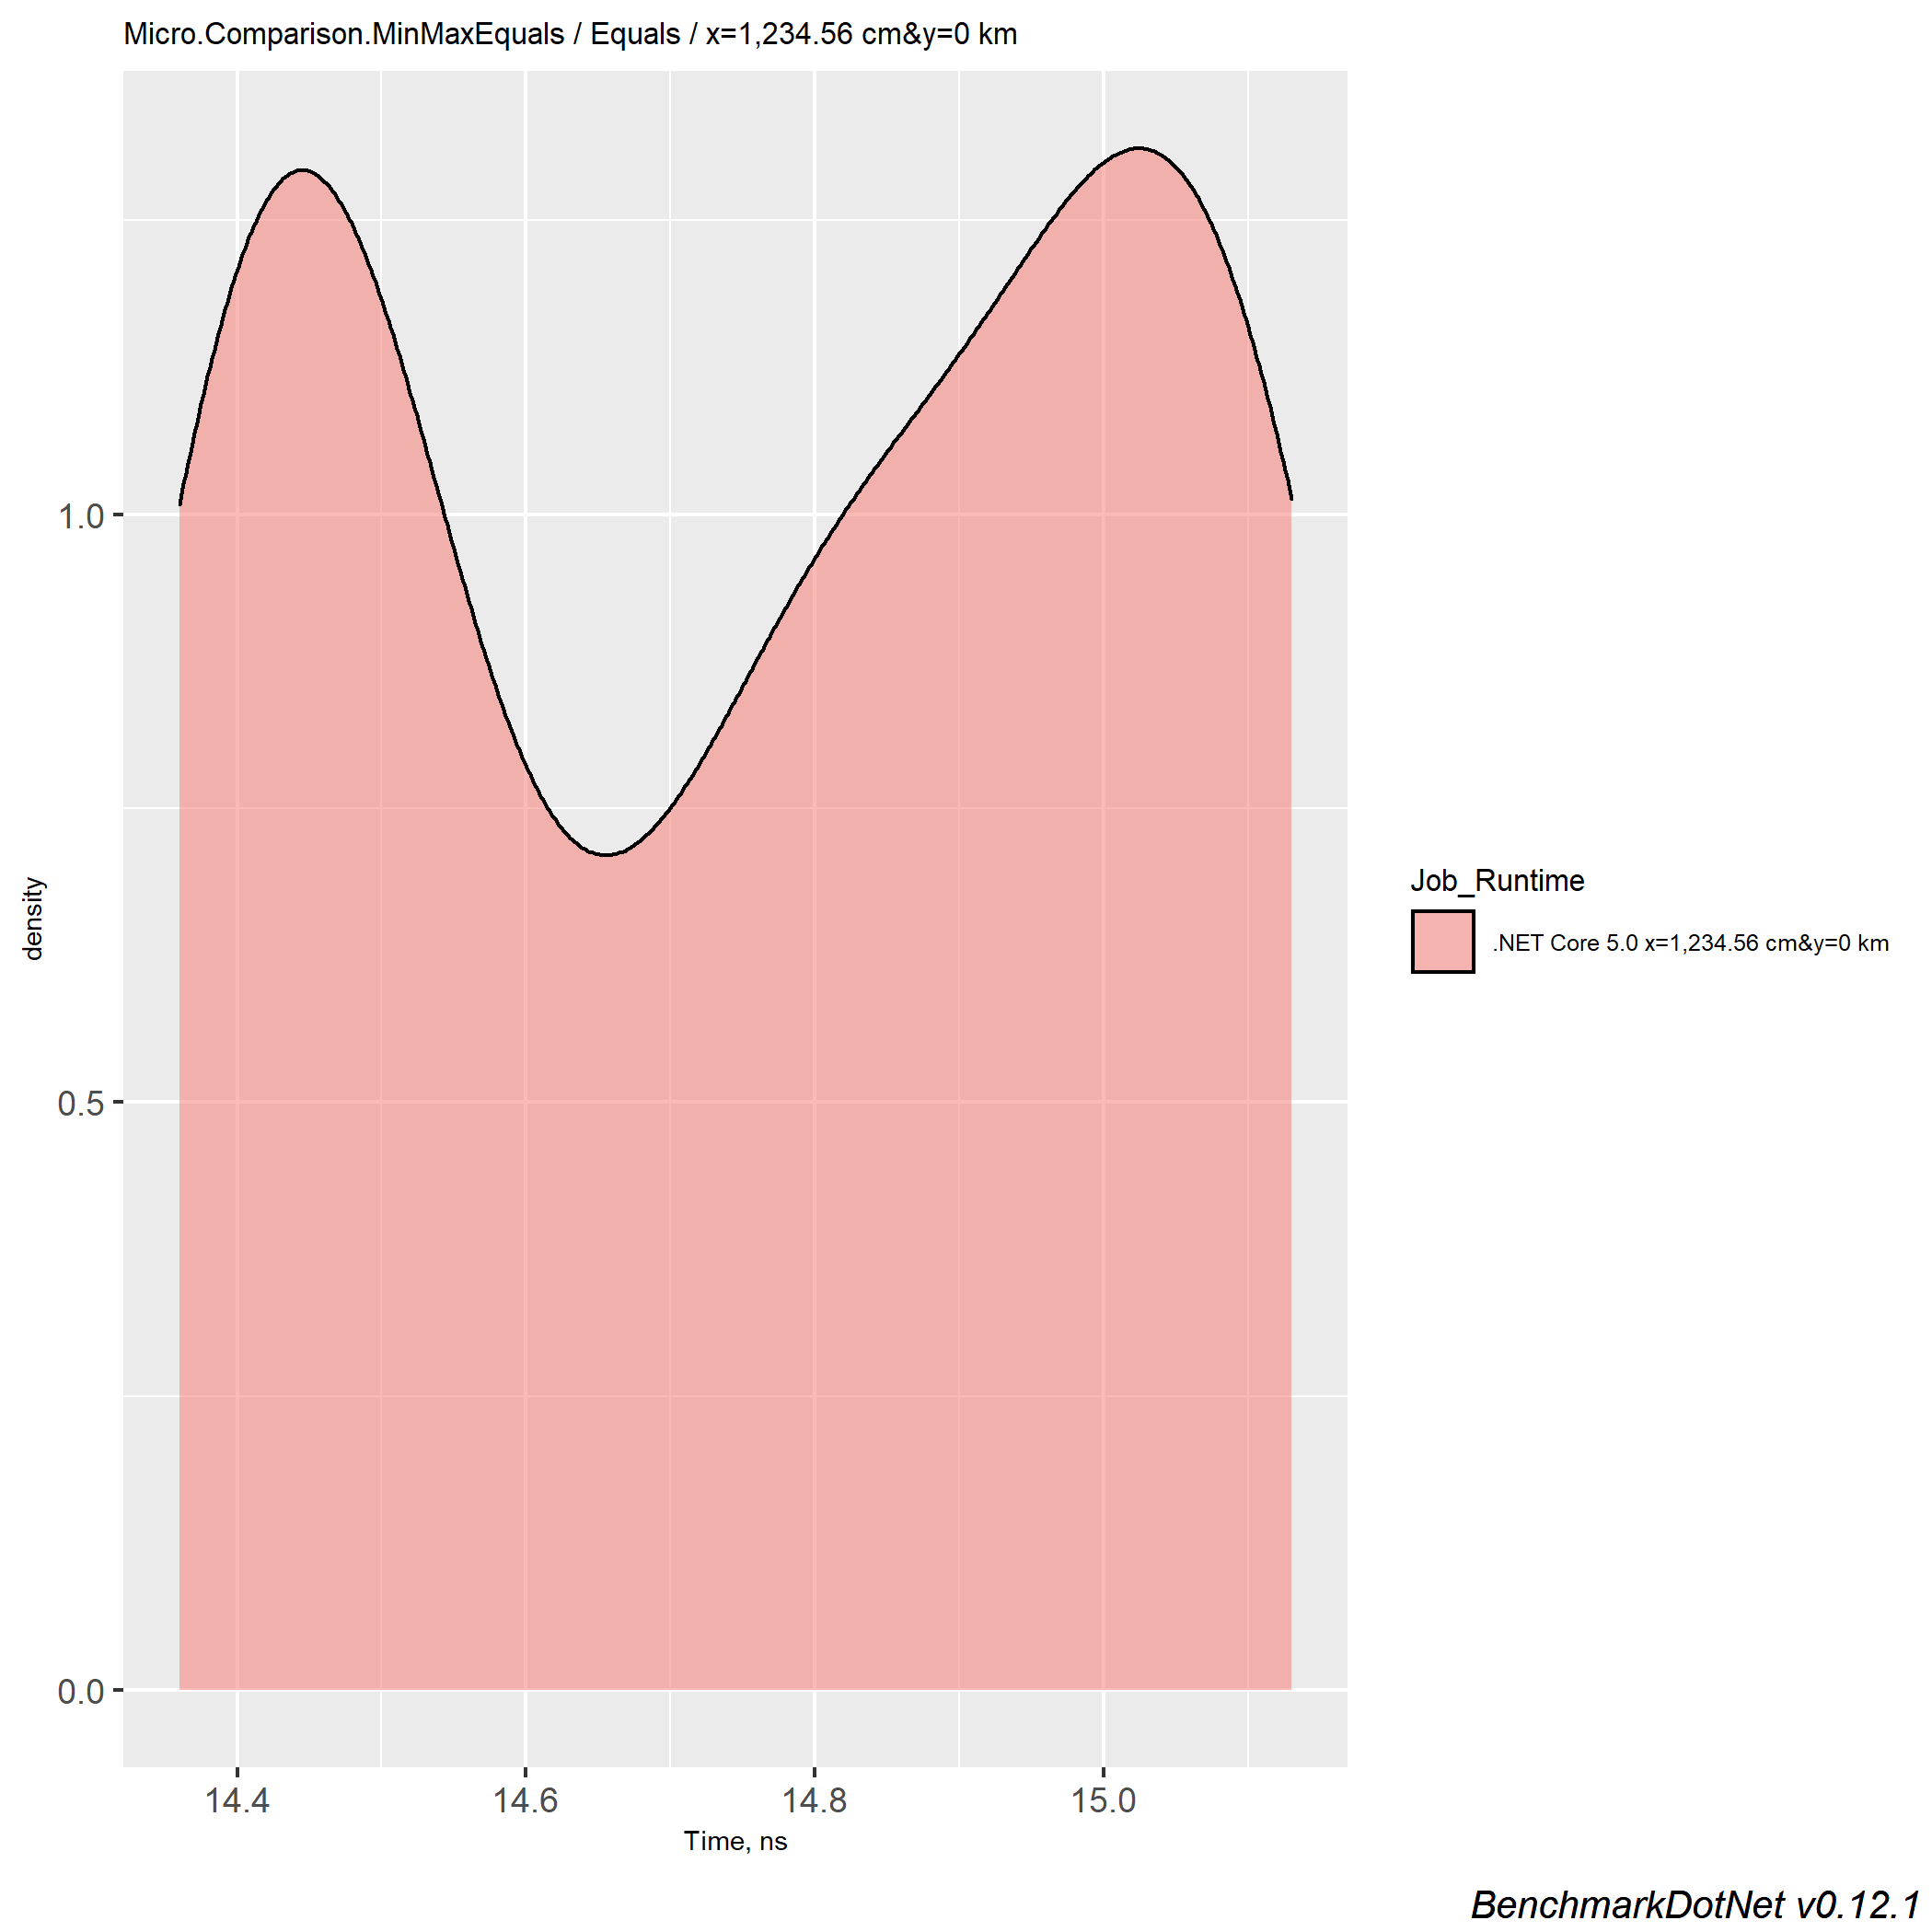 Micro.Comparison.MinMaxEquals / Equals / x=1,234.56 cm&y=0 km
1.0
0.5
0.0
density
14.4 14.6 14.8 15.0
Time, ns
Job_Runtime
.NET Core 5.0 x=1,234.56 cm&y=0 km
BenchmarkDotNet v0.12.1